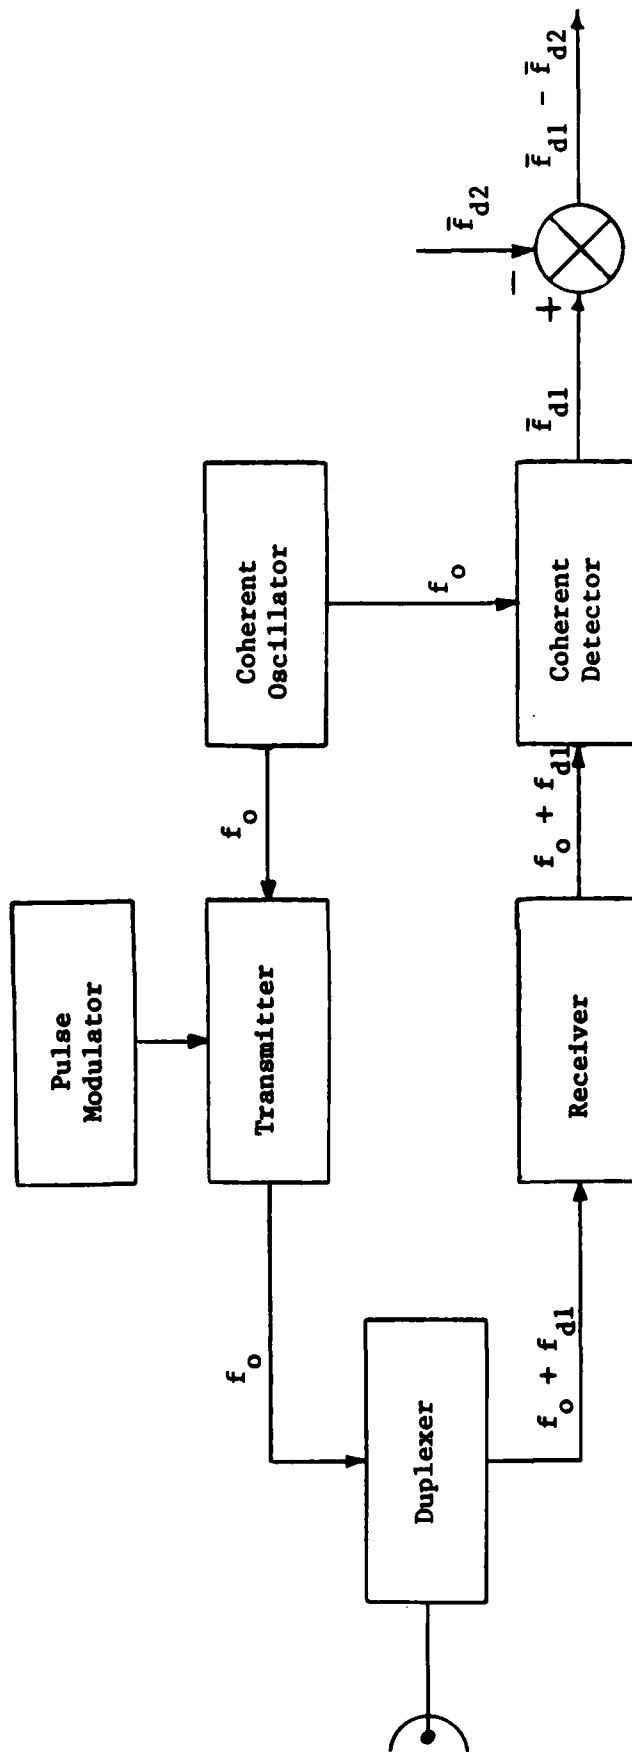 Pulse
Modulator
Coherent
Oscillator
f_o
Transmitter
f_o
f_o
Duplexer
f_o + f_d1
Receiver
f_o + f_d1
Coherent
Detector
f̄_d1
+
−
f̄_d2
f̄_d1 − f̄_d2